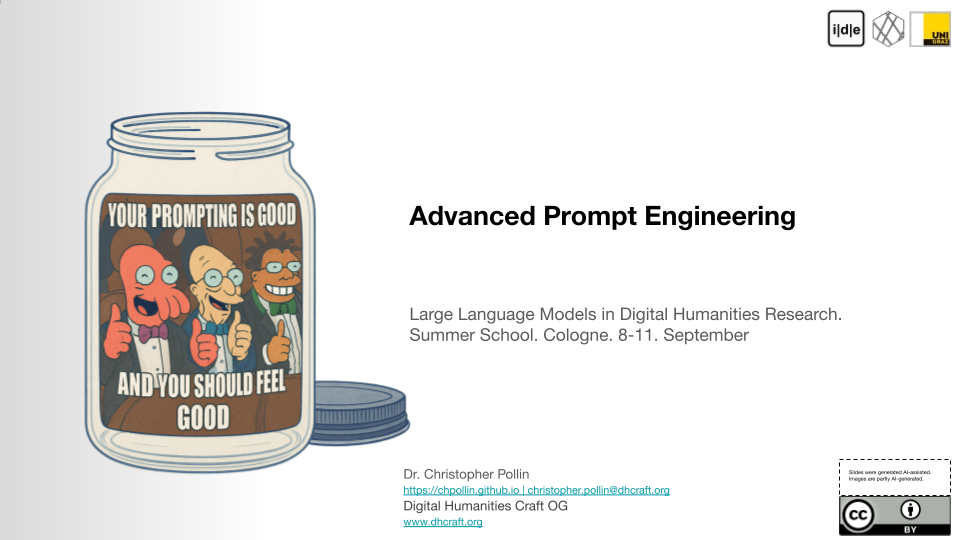 i|d|e
UNI
GRAZ
YOUR PROMPTING IS GOOD
AND YOU SHOULD FEEL
GOOD
Advanced Prompt Engineering
Large Language Models in Digital Humanities Research.
Summer School. Cologne. 8-11. September
Dr. Christopher Pollin
https://chpollin.github.io | christopher.pollin@dhcraft.org
Digital Humanities Craft OG
www.dhcraft.org
Slides were generated AI-assisted.
Images are partly AI-generated.
cc
BY